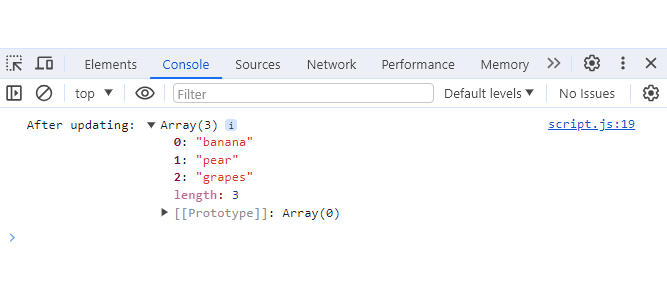 Elements Console Sources Network Performance Memory
top Filter Default levels No Issues
After updating: Array(3) i script.js:19
0: "banana"
1: "pear"
2: "grapes"
length: 3
[[Prototype]]: Array(0)